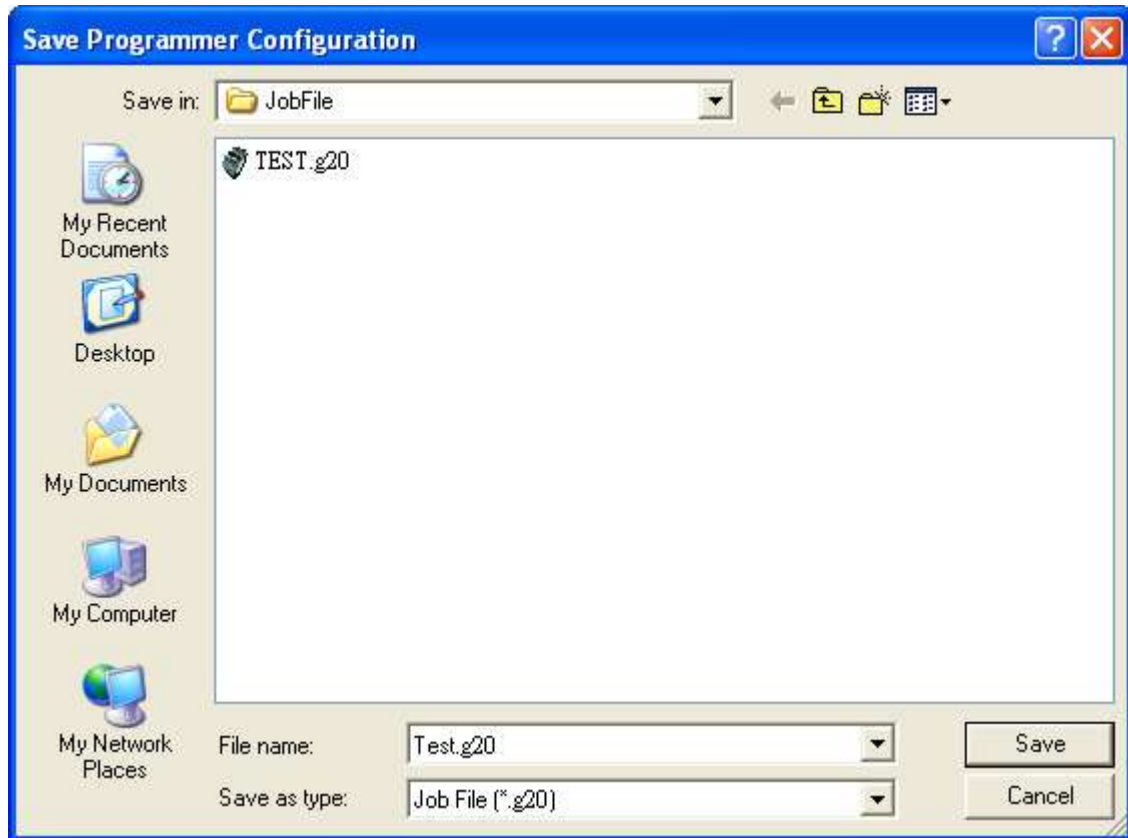 Save Programmer Configuration
Save in:
JobFile
TEST.g20
My Recent
Documents
Desktop
My Documents
My Computer
My Network
Places
File name:
Test.g20
Save
Save as type:
Job File (*.g20)
Cancel